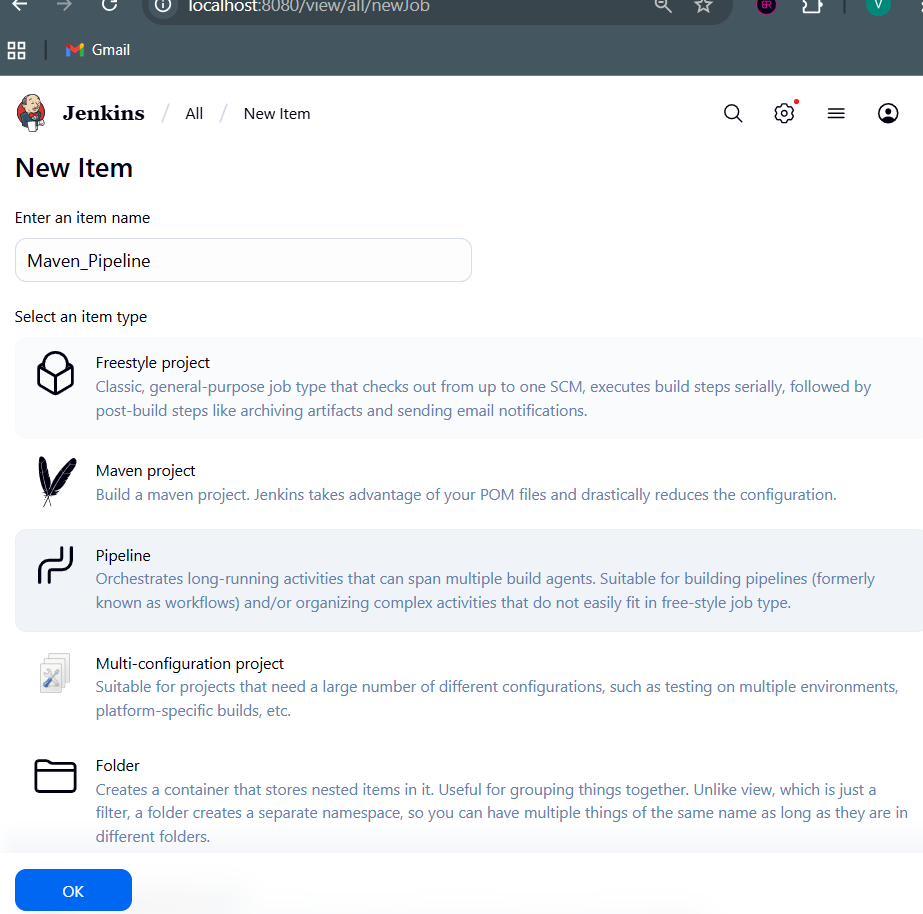 localhost:8080/view/all/newJob
BR
V
Gmail
Jenkins / All / New Item
New Item
Enter an item name
Maven_Pipeline
Select an item type
Freestyle project
Classic, general-purpose job type that checks out from up to one SCM, executes build steps serially, followed by
post-build steps like archiving artifacts and sending email notifications.
Maven project
Build a maven project. Jenkins takes advantage of your POM files and drastically reduces the configuration.
Pipeline
Orchestrates long-running activities that can span multiple build agents. Suitable for building pipelines (formerly
known as workflows) and/or organizing complex activities that do not easily fit in free-style job type.
Multi-configuration project
Suitable for projects that need a large number of different configurations, such as testing on multiple environments,
platform-specific builds, etc.
Folder
Creates a container that stores nested items in it. Useful for grouping things together. Unlike view, which is just a
filter, a folder creates a separate namespace, so you can have multiple things of the same name as long as they are in
different folders.
OK